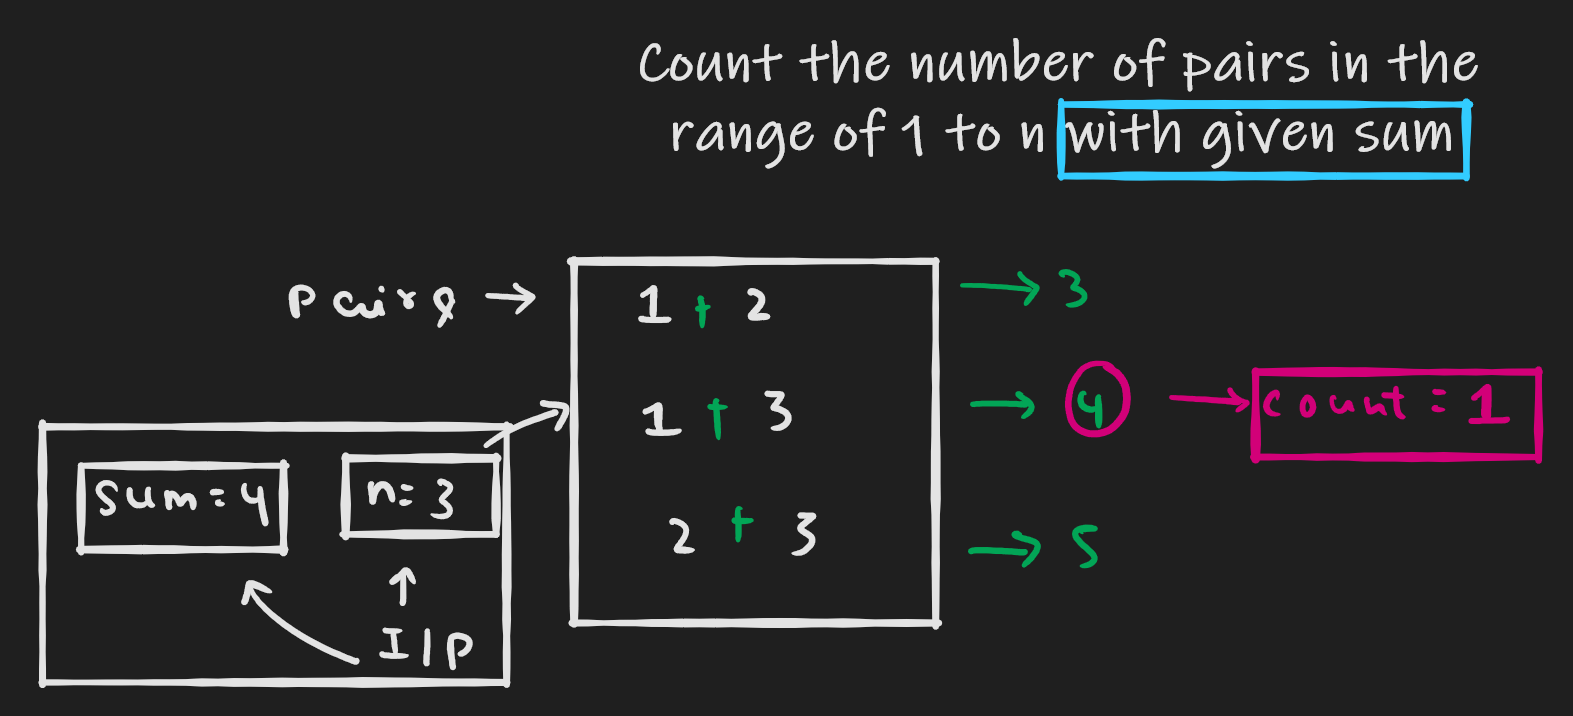 Count the number of pairs in the
range of 1 to n with given sum
pairs → 1 + 2 → 3
1 + 3 → 4 → count = 1
sum = 4 n = 3
2 + 3 → 5
I/P